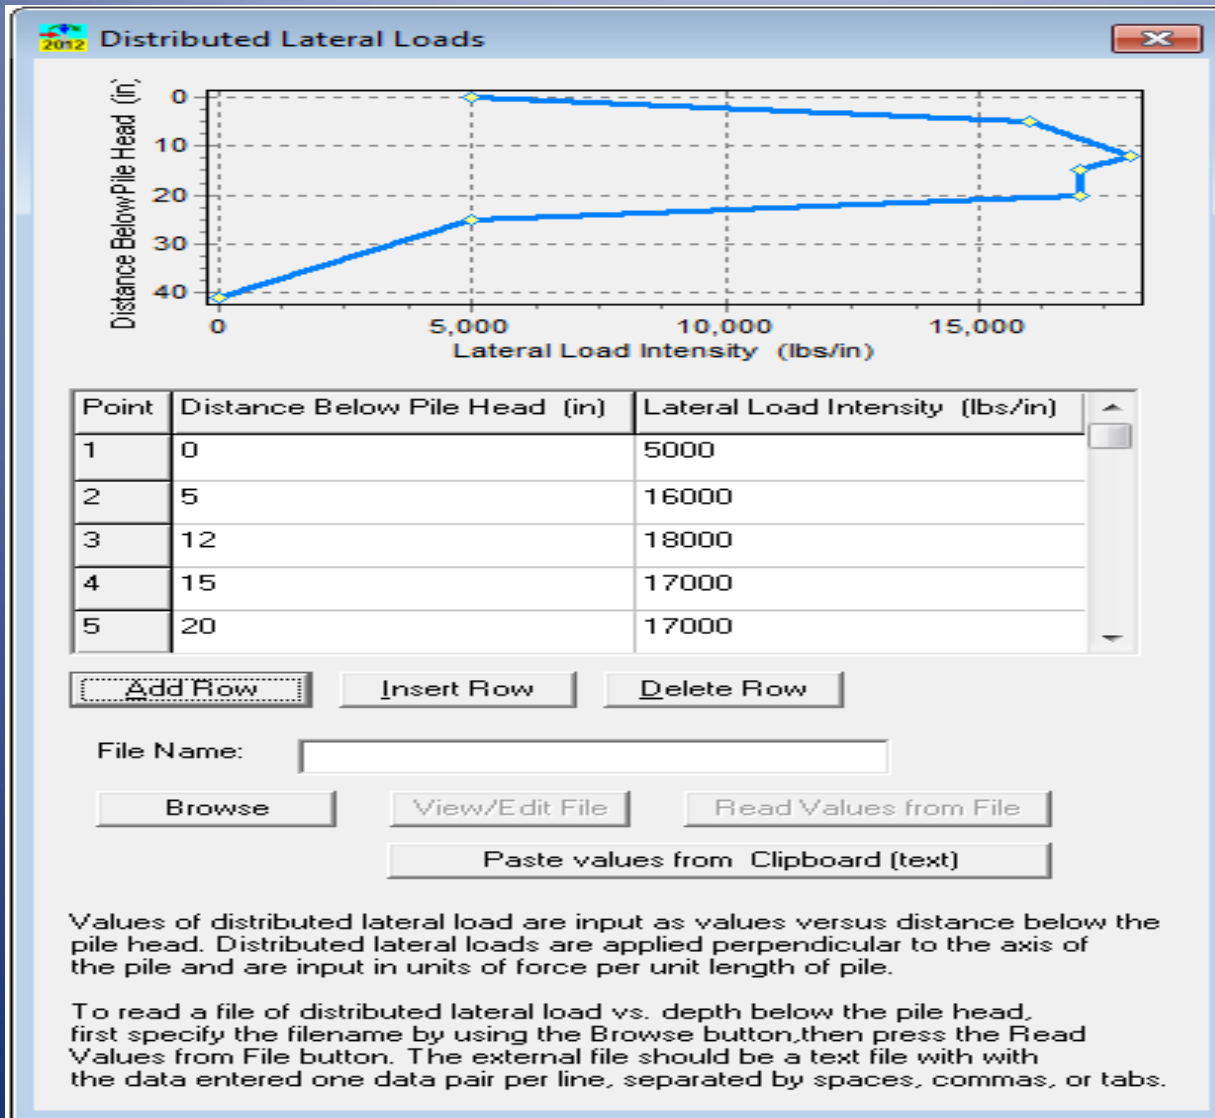 2012 Distributed Lateral Loads
Distance Below Pile Head (in)
0
10
20
30
40
0 5,000 10,000 15,000
Lateral Load Intensity (lbs/in)
Point Distance Below Pile Head (in) Lateral Load Intensity (lbs/in)
1 0 5000
2 5 16000
3 12 18000
4 15 17000
5 20 17000
Add Row Insert Row Delete Row
File Name:
Browse View/Edit File Read Values from File
Paste values from Clipboard (text)
Values of distributed lateral load are input as values versus distance below the
pile head. Distributed lateral loads are applied perpendicular to the axis of
the pile and are input in units of force per unit length of pile.
To read a file of distributed lateral load vs. depth below the pile head,
first specify the filename by using the Browse button,then press the Read
Values from File button. The external file should be a text file with with
the data entered one data pair per line, separated by spaces, commas, or tabs.